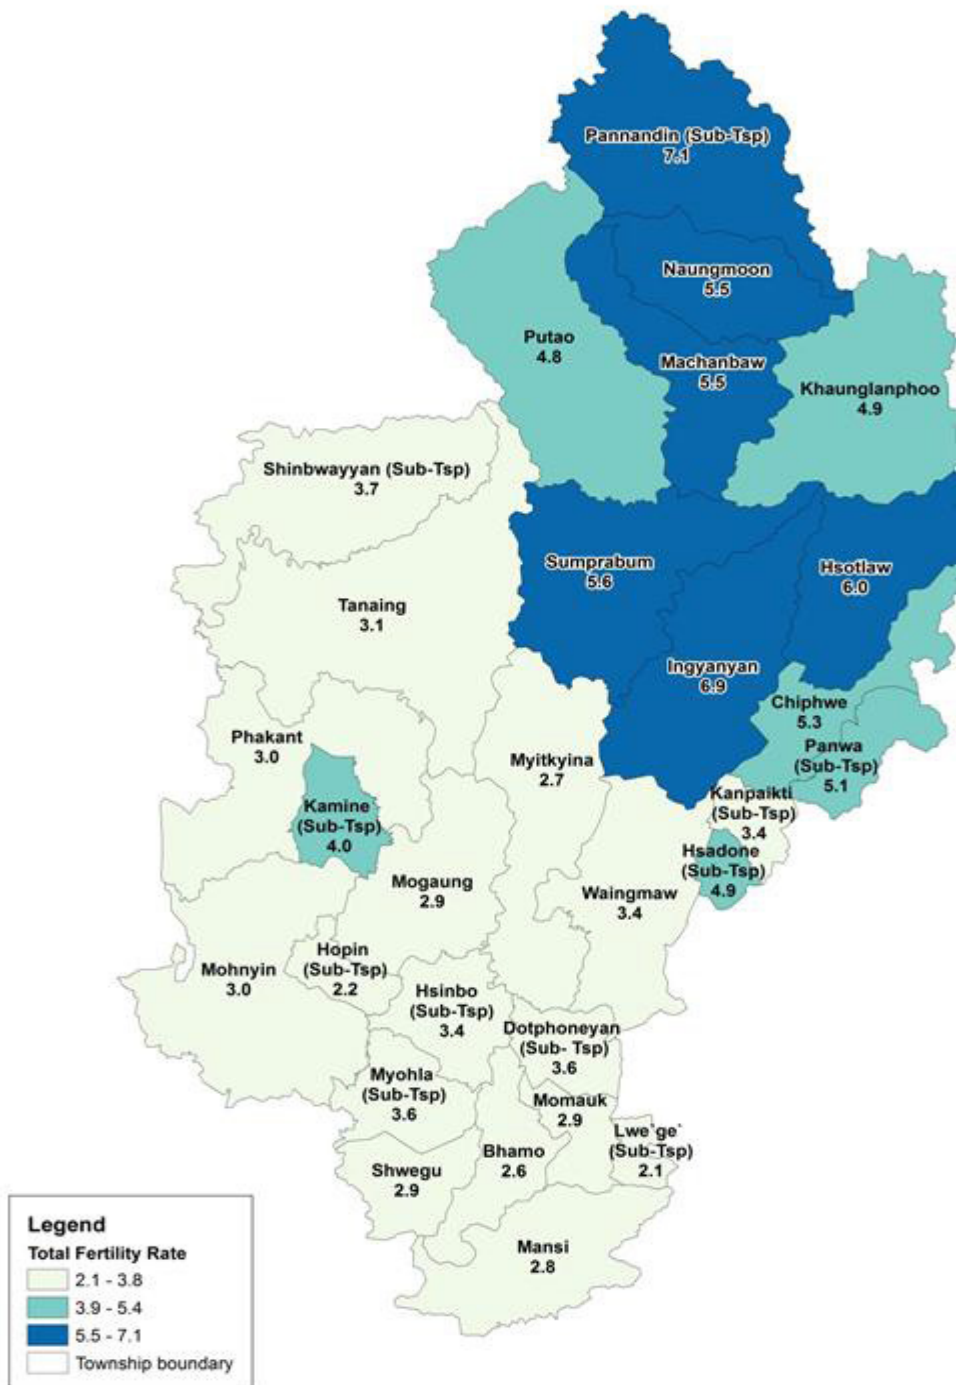 Pannandin (Sub-Tsp)
7.1
Naungmoon
5.5
Putao
4.8
Machanbaw
5.5
Khaunglanphoo
4.9
Shinbwayyan (Sub-Tsp)
3.7
Sumprabum
5.6
Hsotlaw
6.0
Tanaing
3.1
Ingyanyan
6.9
Chiphwe
5.3
Phakant
3.0
Myitkyina
2.7
Panwa
(Sub-Tsp)
5.1
Kanpaikti
(Sub-Tsp)
3.4
Kamine
(Sub-Tsp)
4.0
Hsadone
(Sub-Tsp)
4.9
Mogaung
2.9
Waingmaw
3.4
Hopin
(Sub-Tsp)
2.2
Mohnyin
3.0
Hsinbo
(Sub-Tsp)
3.4
Dotphoneyan
(Sub- Tsp)
3.6
Myohla
(Sub-Tsp)
3.6
Momauk
2.9
Lwe`ge`
(Sub-Tsp)
2.1
Bhamo
2.6
Shwegu
2.9
Mansi
2.8
Legend
Total Fertility Rate
2.1 - 3.8
3.9 - 5.4
5.5 - 7.1
Township boundary